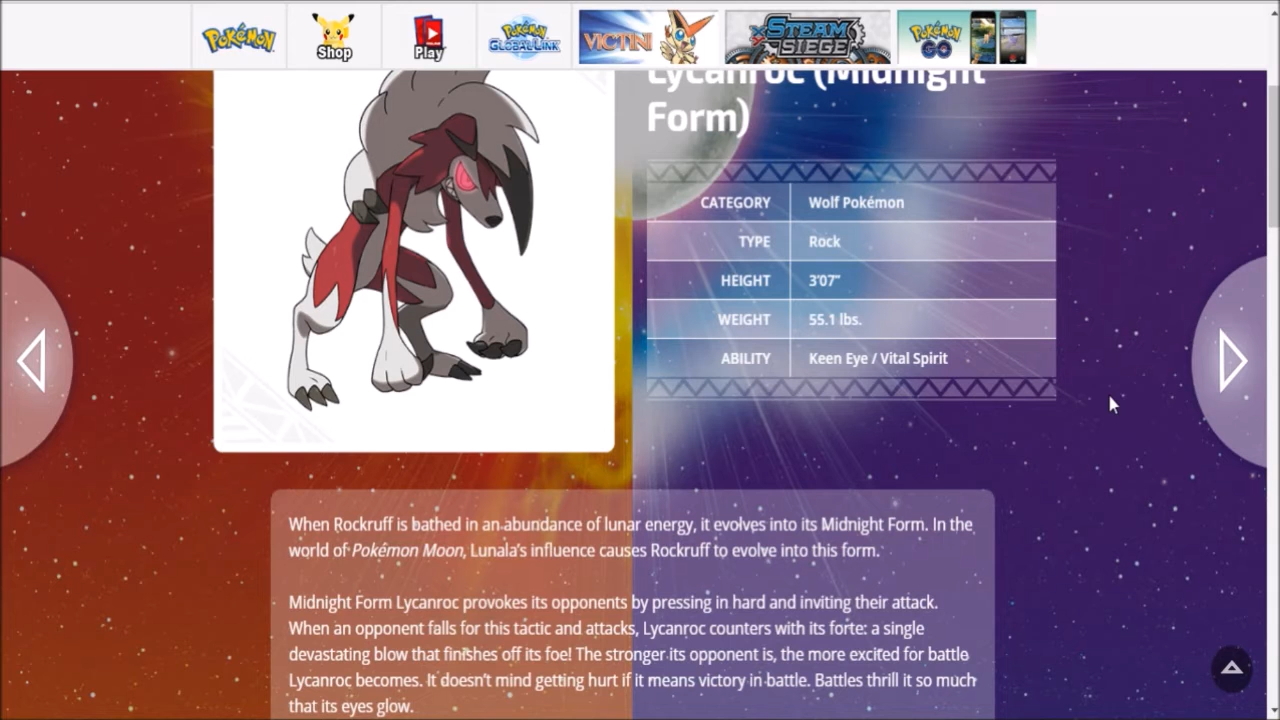 Pokémon
Shop
Play
Pokémon
Global Link
VICTINI
STEAM
SIEGE
Pokémon
GO
Lycanroc (Midnight
Form)
CATEGORY Wolf Pokémon
TYPE Rock
HEIGHT 3'07"
WEIGHT 55.1 lbs.
ABILITY Keen Eye / Vital Spirit
When Rockruff is bathed in an abundance of lunar energy, it evolves into its Midnight Form. In the
world of Pokémon Moon, Lunala's influence causes Rockruff to evolve into this form.
Midnight Form Lycanroc provokes its opponents by pressing in hard and inviting their attack.
When an opponent falls for this tactic and attacks, Lycanroc counters with its forte: a single
devastating blow that finishes off its foe! The stronger its opponent is, the more excited for battle
Lycanroc becomes. It doesn't mind getting hurt if it means victory in battle. Battles thrill it so much
that its eyes glow.